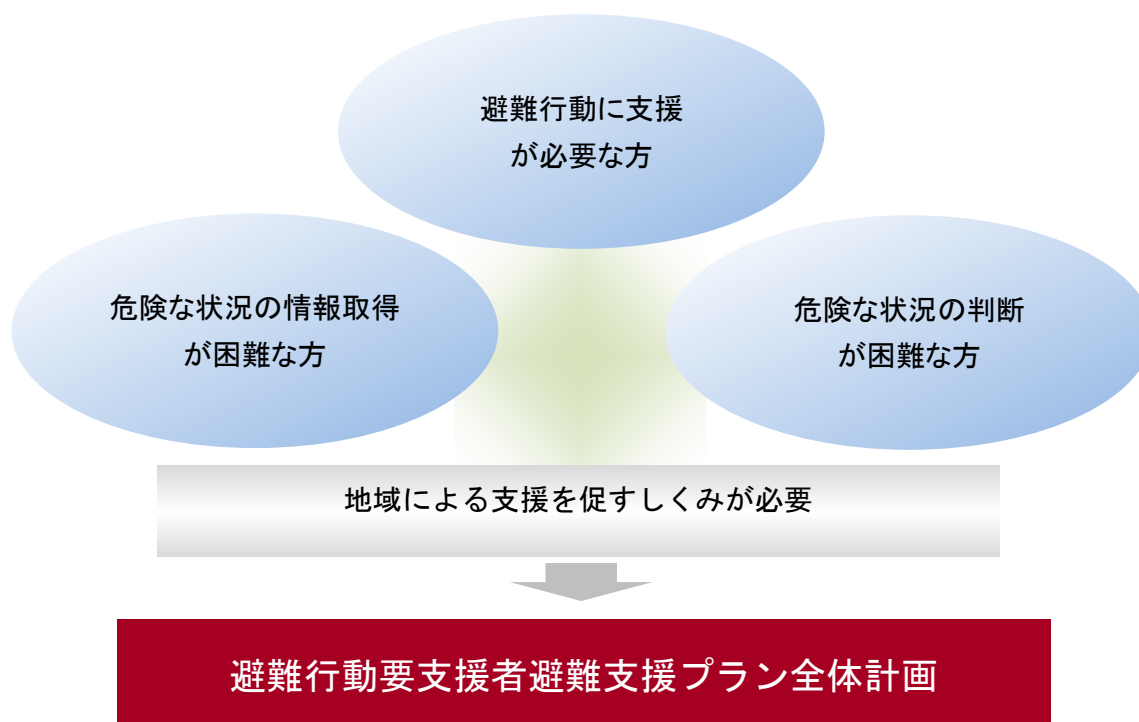 避難行動に支援
が必要な方
危険な状況の情報取得
が困難な方
危険な状況の判断
が困難な方
地域による支援を促すしくみが必要
避難行動要支援者避難支援プラン全体計画